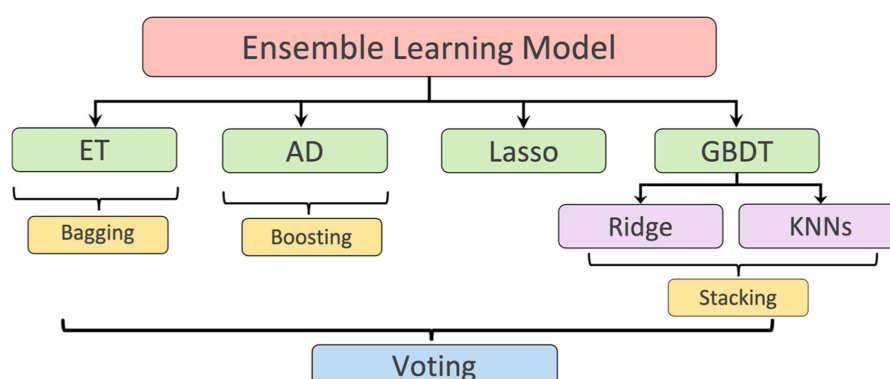 Ensemble Learning Model
ET
AD
Lasso
GBDT
Bagging
Boosting
Ridge
KNNs
Stacking
Voting